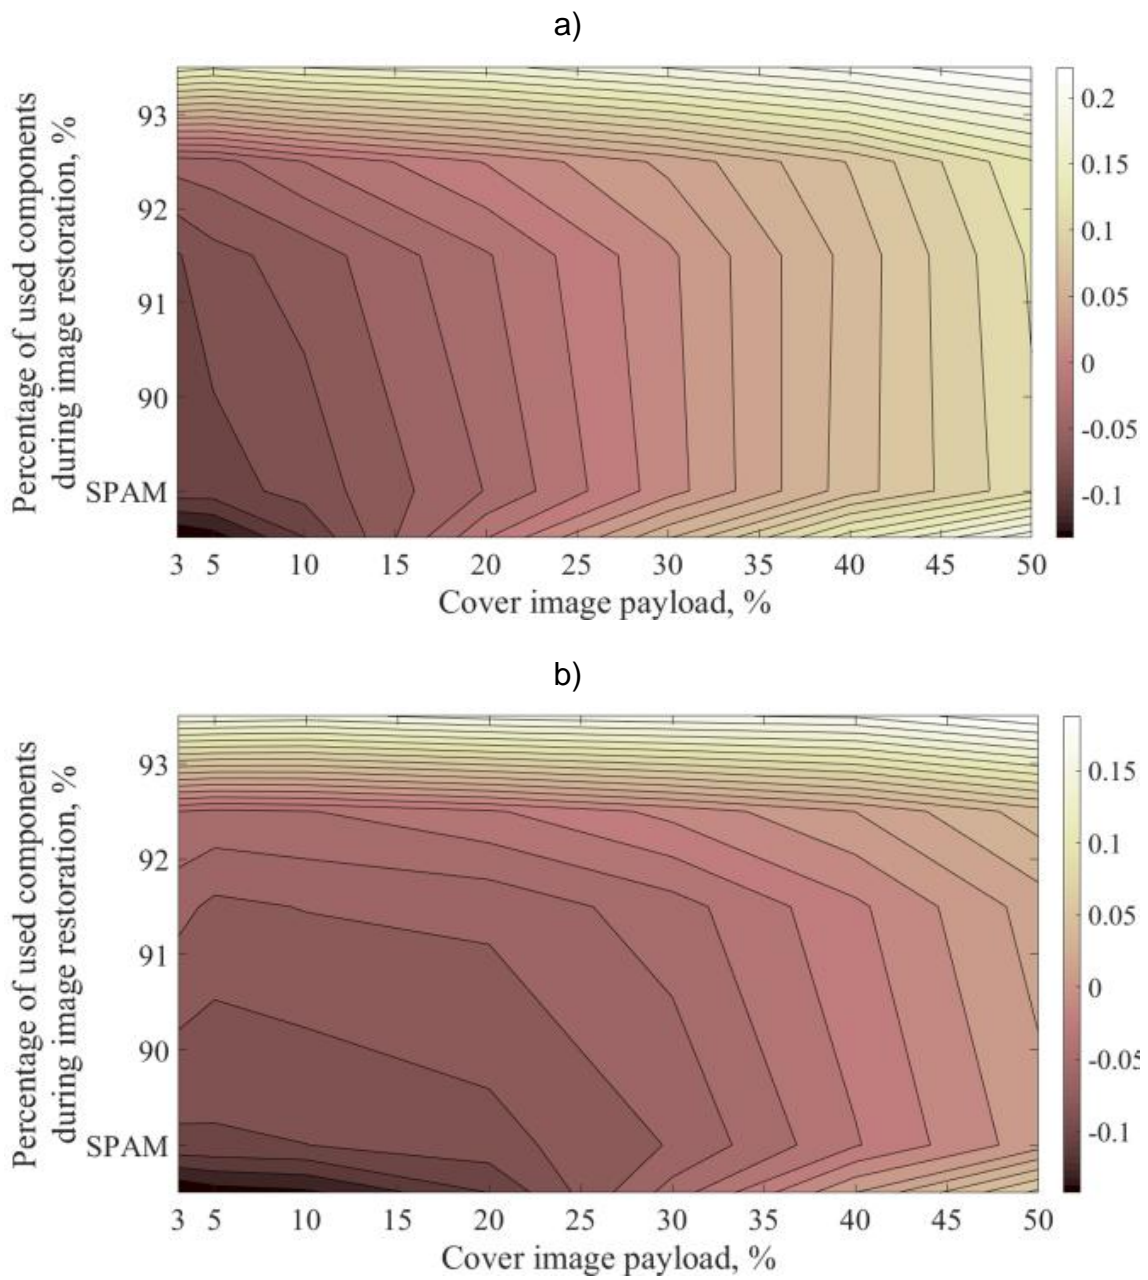 a)
Percentage of used components
during image restoration, %
93
92
91
90
SPAM
3 5 10 15 20 25 30 35 40 45 50
Cover image payload, %
0.2
0.15
0.1
0.05
0
-0.05
-0.1
b)
Percentage of used components
during image restoration, %
93
92
91
90
SPAM
3 5 10 15 20 25 30 35 40 45 50
Cover image payload, %
0.15
0.1
0.05
0
-0.05
-0.1